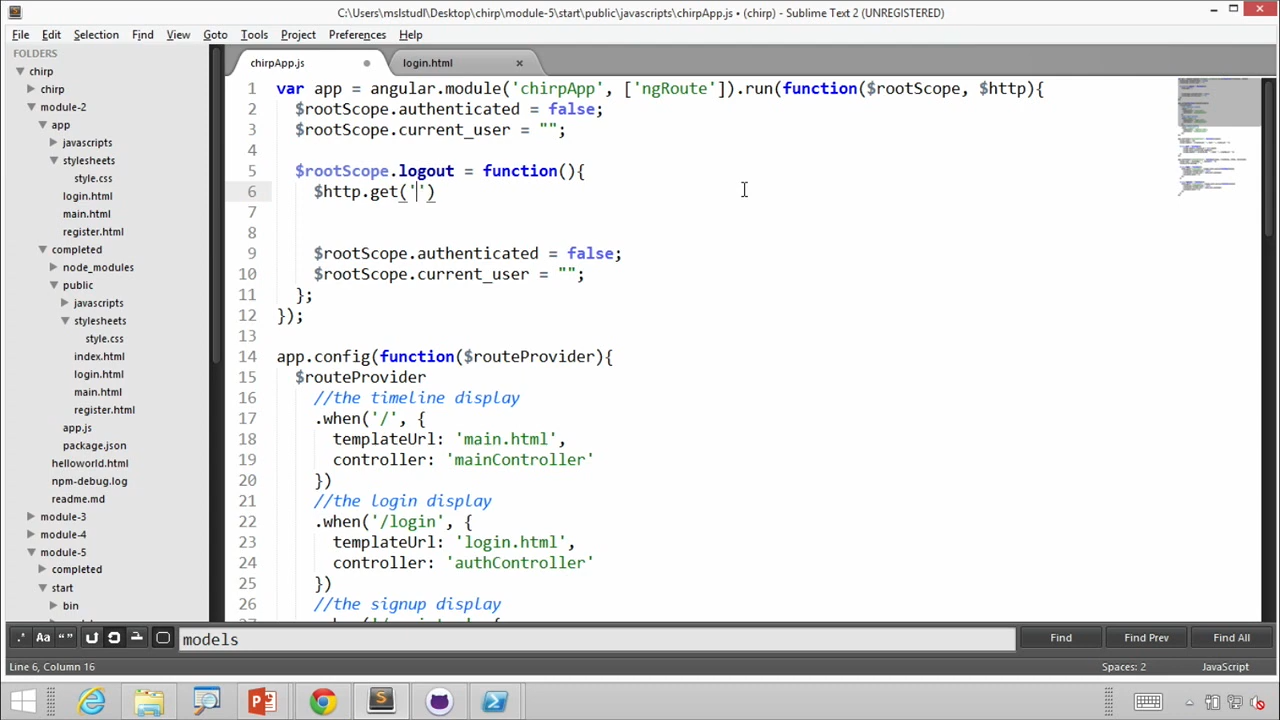 C:\Users\mslstudl\Desktop\chirp\module-5\start\public\javascripts\chirpApp.js • (chirp) - Sublime Text 2 (UNREGISTERED)
File Edit Selection Find View Goto Tools Project Preferences Help
FOLDERS
chirp
chirp
module-2
app
javascripts
stylesheets
style.css
login.html
main.html
register.html
completed
node_modules
public
javascripts
stylesheets
style.css
index.html
login.html
main.html
register.html
app.js
package.json
helloworld.html
npm-debug.log
readme.md
module-3
module-4
module-5
completed
start
bin
chirpApp.js login.html
1 var app = angular.module('chirpApp', ['ngRoute']).run(function($rootScope, $http){
2 $rootScope.authenticated = false;
3 $rootScope.current_user = "";
4
5 $rootScope.logout = function(){
6 $http.get('')
7
8
9 $rootScope.authenticated = false;
10 $rootScope.current_user = "";
11 };
12 });
13
14 app.config(function($routeProvider){
15 $routeProvider
16 //the timeline display
17 .when('/', {
18 templateUrl: 'main.html',
19 controller: 'mainController'
20 })
21 //the login display
22 .when('/login', {
23 templateUrl: 'login.html',
24 controller: 'authController'
25 })
26 //the signup display
.* Aa “ ” models Find Find Prev Find All
Line 6, Column 16 Spaces: 2 JavaScript